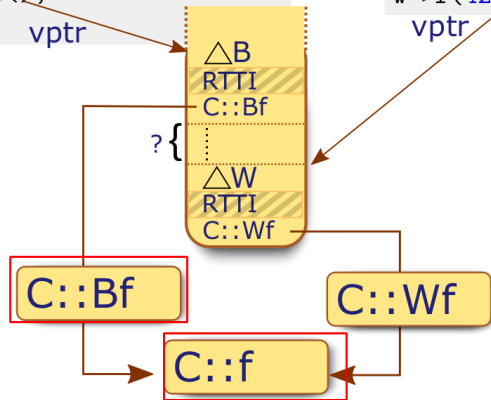 vptr
vptr
△B
RTTI
C::Bf
?{
△W
RTTI
C::Wf
C::Bf
C::Wf
C::f